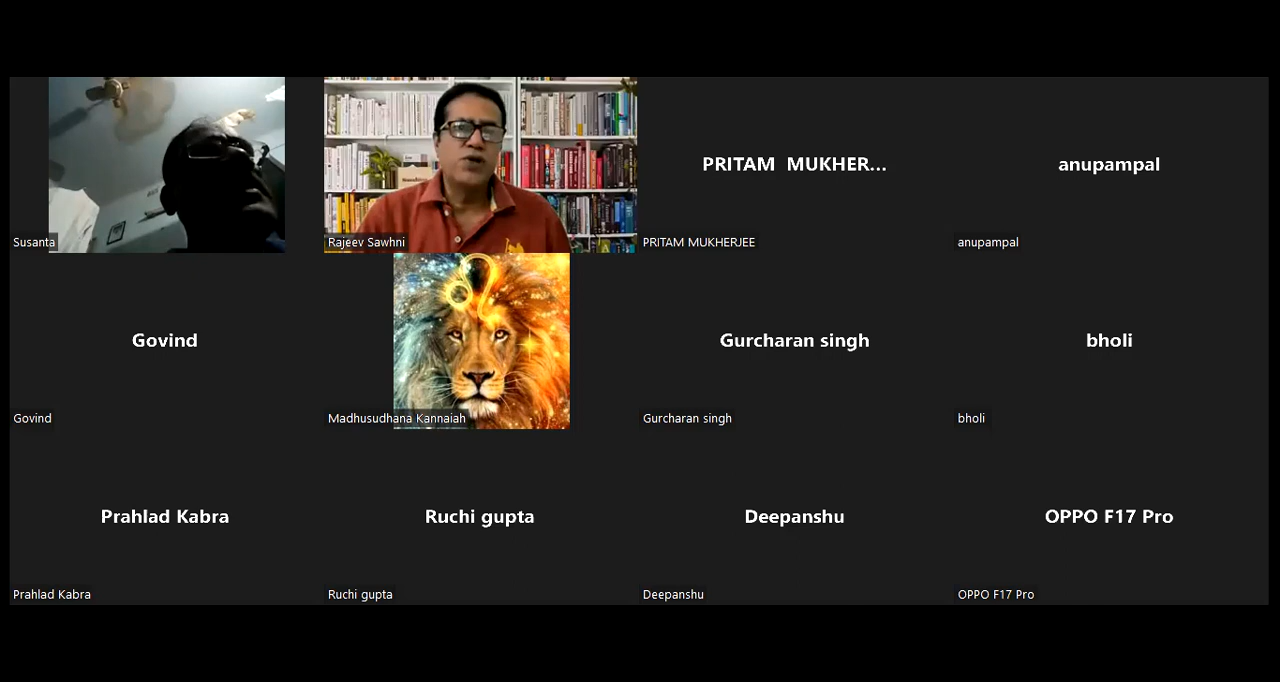 Susanta
Rajeev Sawhni
PRITAM MUKHER...
PRITAM MUKHERJEE
anupampal
anupampal
Govind
Govind
Madhusudhana Kannaiah
Gurcharan singh
Gurcharan singh
bholi
bholi
Prahlad Kabra
Prahlad Kabra
Ruchi gupta
Ruchi gupta
Deepanshu
Deepanshu
OPPO F17 Pro
OPPO F17 Pro